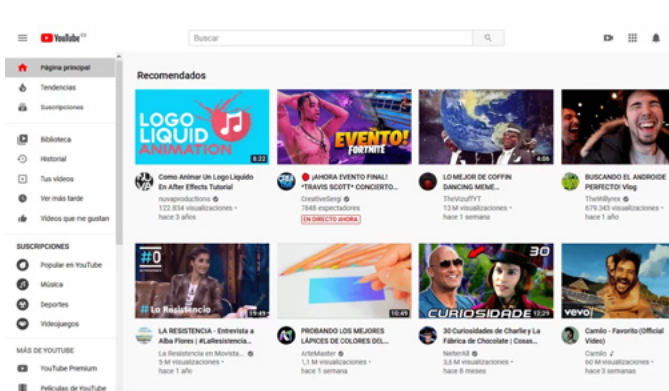 YouTube ES
Buscar
Página principal
Tendencias
Suscripciones
Biblioteca
Historial
Tus vídeos
Ver más tarde
Vídeos que me gustan
SUSCRIPCIONES
Popular en YouTube
Música
Deportes
Videojuegos
MÁS DE YOUTUBE
YouTube Premium
Películas de YouTube
Recomendados
LOGO
LIQUID
ANIMATION
8:22
Como Animar Un Logo Liquido
En After Effects Tutorial
nuvaproductions
122.834 visualizaciones •
hace 3 años
EVENTO!
FORTNITE
¡AHORA EVENTO FINAL!
*TRAVIS SCOTT* CONCIERTO...
CreativeSergi
7848 espectadores
EN DIRECTO AHORA
4:06
LO MEJOR DE COFFIN
DANCING MEME...
TheVizuffYT
13 M visualizaciones •
hace 1 semana
BUSCANDO EL ANDROIDE
PERFECTO! Vlog
TheWillyrex
679.343 visualizaciones •
hace 1 año
#0
La Resistencia
19:49
LA RESISTENCIA - Entrevista a
Alba Flores | #LaResistencia...
La Resistencia en Movista...
5 M visualizaciones •
hace 1 año
10:49
PROBANDO LOS MEJORES
LÁPICES DE COLORES DEL...
ArteMaster
1,1 M visualizaciones •
hace 1 semana
30
CURIOSIDADE
12:29
30 Curiosidades de Charlie y La
Fábrica de Chocolate | Cosas...
NeiterAll
3,6 M visualizaciones •
hace 8 meses
vevo
Camilo - Favorito (Official
Video)
Camilo
60 M visualizaciones •
hace 3 semanas